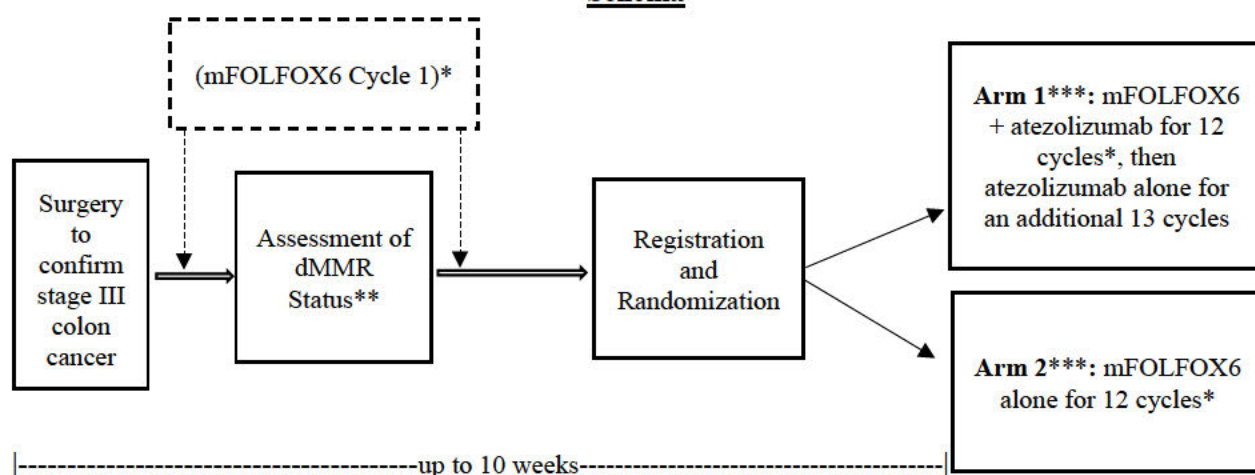 (mFOLFOX6 Cycle 1)*
Surgery
to
confirm
stage III
colon
cancer
Assessment of
dMMR
Status**
Registration
and
Randomization
Arm 1***: mFOLFOX6
+ atezolizumab for 12
cycles*, then
atezolizumab alone for
an additional 13 cycles
Arm 2***: mFOLFOX6
alone for 12 cycles*
|----------------------------------------up to 10 weeks-------------------------------------|